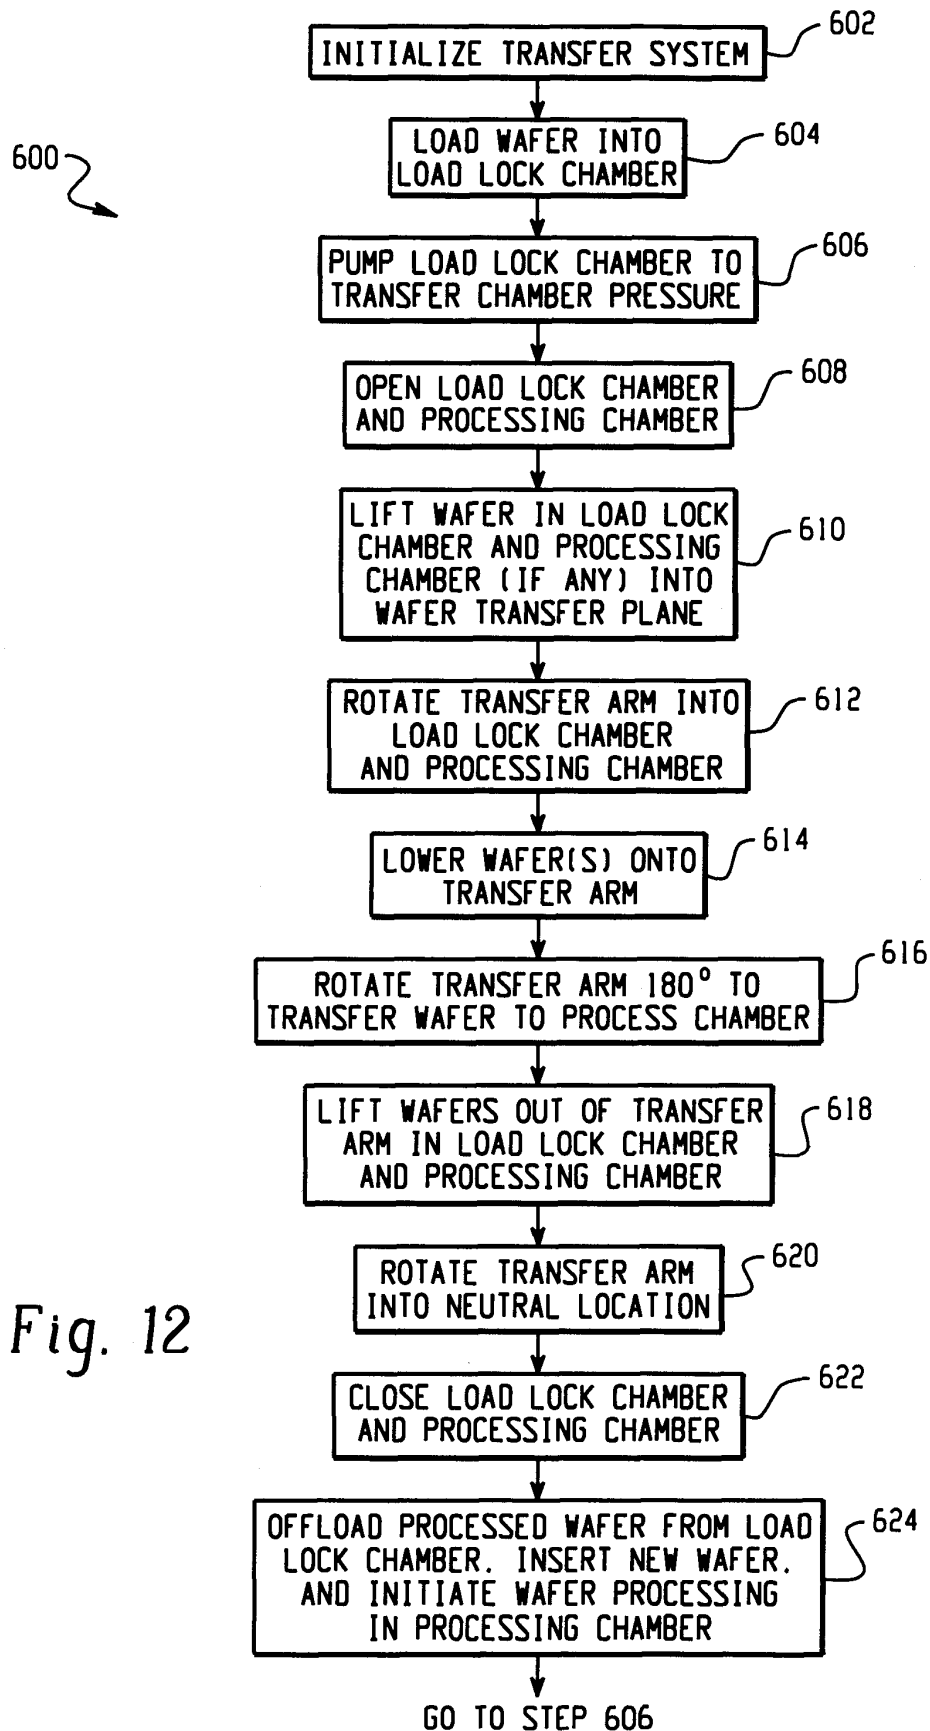 602
INITIALIZE TRANSFER SYSTEM
604
LOAD WAFER INTO
LOAD LOCK CHAMBER
600
606
PUMP LOAD LOCK CHAMBER TO
TRANSFER CHAMBER PRESSURE
608
OPEN LOAD LOCK CHAMBER
AND PROCESSING CHAMBER
610
LIFT WAFER IN LOAD LOCK
CHAMBER AND PROCESSING
CHAMBER (IF ANY) INTO
WAFER TRANSFER PLANE
612
ROTATE TRANSFER ARM INTO
LOAD LOCK CHAMBER
AND PROCESSING CHAMBER
614
LOWER WAFER(S) ONTO
TRANSFER ARM
616
ROTATE TRANSFER ARM 180° TO
TRANSFER WAFER TO PROCESS CHAMBER
618
LIFT WAFERS OUT OF TRANSFER
ARM IN LOAD LOCK CHAMBER
AND PROCESSING CHAMBER
620
ROTATE TRANSFER ARM
INTO NEUTRAL LOCATION
Fig. 12
622
CLOSE LOAD LOCK CHAMBER
AND PROCESSING CHAMBER
624
OFFLOAD PROCESSED WAFER FROM LOAD
LOCK CHAMBER. INSERT NEW WAFER.
AND INITIATE WAFER PROCESSING
IN PROCESSING CHAMBER
GO TO STEP 606